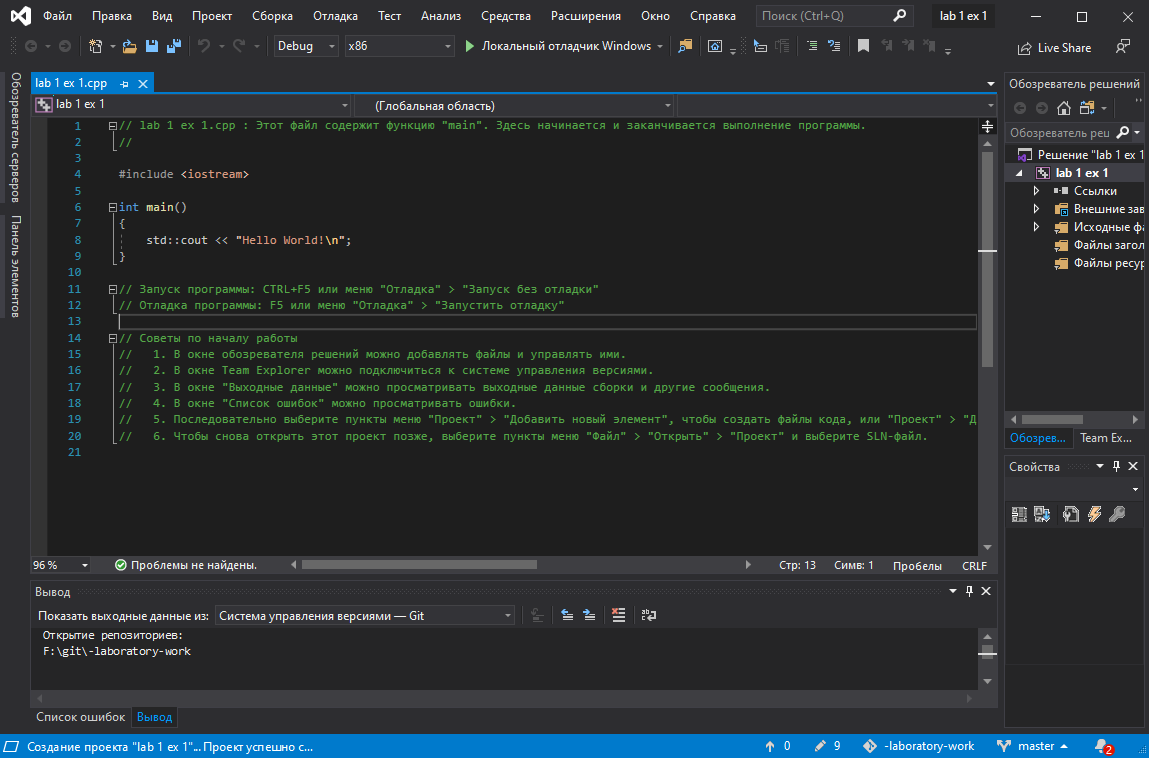 Файл Правка Вид Проект Сборка Отладка Тест Анализ Средства Расширения Окно Справка Поиск (Ctrl+Q) lab 1 ex 1
Debug x86 Локальный отладчик Windows Live Share
Обозреватель серверов
Панель элементов
lab 1 ex 1.cpp
lab 1 ex 1 (Глобальная область)
1 // lab 1 ex 1.cpp : Этот файл содержит функцию "main". Здесь начинается и заканчивается выполнение программы.
2 //
3
4 #include <iostream>
5
6 int main()
7 {
8 std::cout << "Hello World!\n";
9 }
10
11 // Запуск программы: CTRL+F5 или меню "Отладка" > "Запуск без отладки"
12 // Отладка программы: F5 или меню "Отладка" > "Запустить отладку"
13
14 // Советы по началу работы
15 // 1. В окне обозревателя решений можно добавлять файлы и управлять ими.
16 // 2. В окне Team Explorer можно подключиться к системе управления версиями.
17 // 3. В окне "Выходные данные" можно просматривать выходные данные сборки и другие сообщения.
18 // 4. В окне "Список ошибок" можно просматривать ошибки.
19 // 5. Последовательно выберите пункты меню "Проект" > "Добавить новый элемент", чтобы создать файлы кода, или "Проект" > "Д
20 // 6. Чтобы снова открыть этот проект позже, выберите пункты меню "Файл" > "Открыть" > "Проект" и выберите SLN-файл.
21
96 % Проблемы не найдены. Стр: 13 Симв: 1 Пробелы CRLF
Вывод
Показать выходные данные из: Система управления версиями — Git
Открытие репозиториев:
F:\git\-laboratory-work
Список ошибок Вывод
Обозреватель решений
Обозреватель реш
Решение "lab 1 ex 1
lab 1 ex 1
Ссылки
Внешние зав
Исходные фа
Файлы загол
Файлы ресур
Обозрев... Team Ex...
Свойства
Создание проекта "lab 1 ex 1"... Проект успешно с... 0 9 -laboratory-work master 2